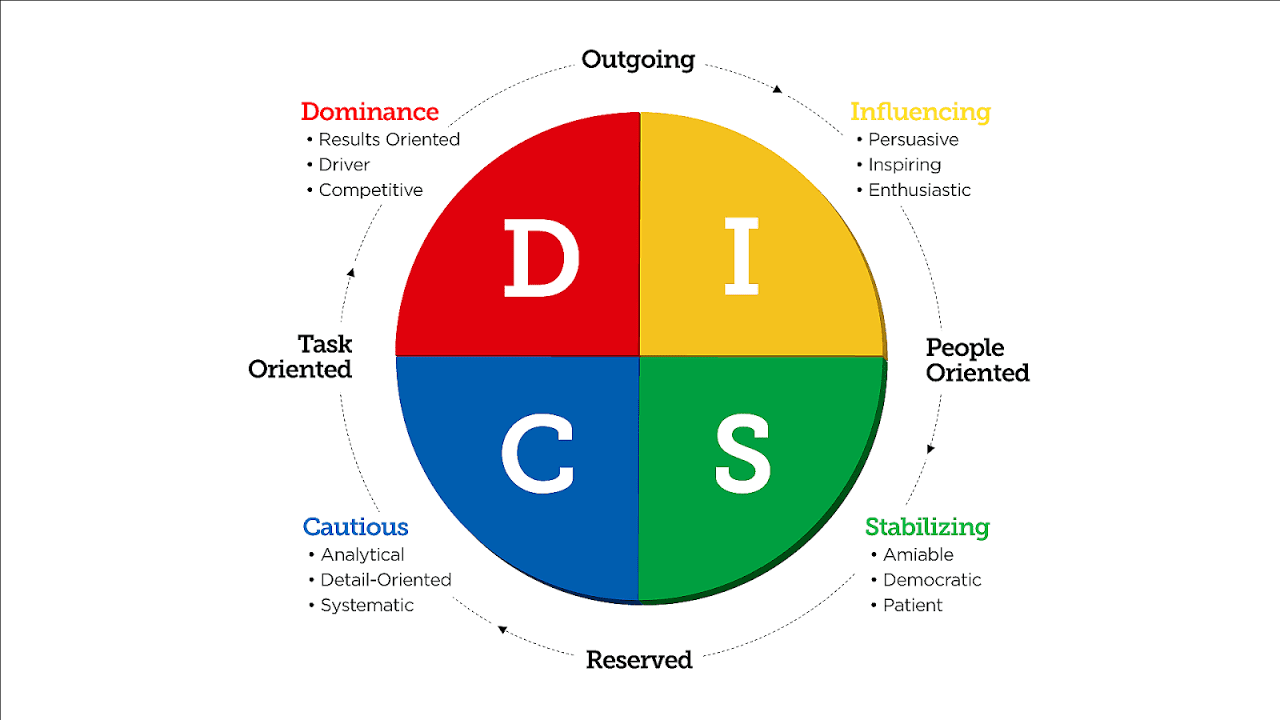 Outgoing
Dominance
• Results Oriented
• Driver
• Competitive
Influencing
• Persuasive
• Inspiring
• Enthusiastic
D
I
Task
Oriented
People
Oriented
C
S
Cautious
• Analytical
• Detail-Oriented
• Systematic
Stabilizing
• Amiable
• Democratic
• Patient
Reserved